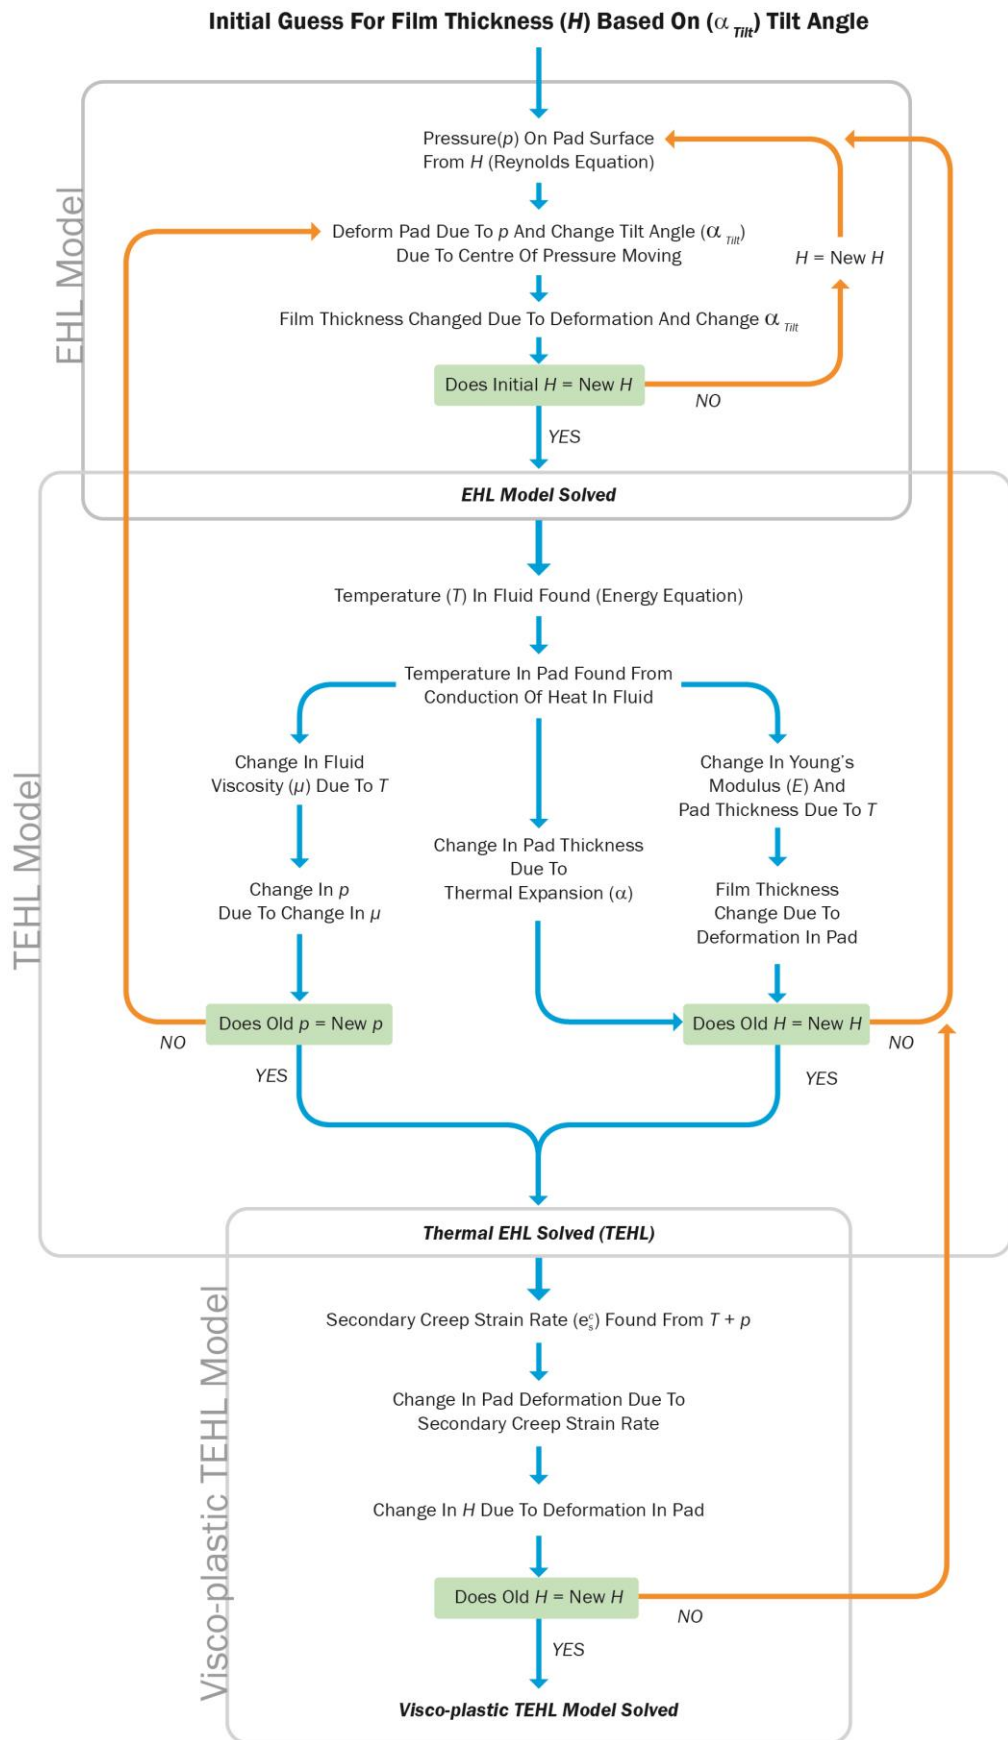 Initial Guess For Film Thickness (H) Based On (α Tilt) Tilt Angle
EHL Model
Pressure(p) On Pad Surface
From H (Reynolds Equation)
Deform Pad Due To p And Change Tilt Angle (α Tilt)
Due To Centre Of Pressure Moving
H = New H
Film Thickness Changed Due To Deformation And Change α Tilt
Does Initial H = New H
NO
YES
EHL Model Solved
TEHL Model
Temperature (T) In Fluid Found (Energy Equation)
Temperature In Pad Found From
Conduction Of Heat In Fluid
Change In Fluid
Viscosity (μ) Due To T
Change In p
Due To Change In μ
Change In Pad Thickness
Due To
Thermal Expansion (α)
Change In Young's
Modulus (E) And
Pad Thickness Due To T
Film Thickness
Change Due To
Deformation In Pad
Does Old p = New p
NO
YES
Does Old H = New H
NO
YES
Thermal EHL Solved (TEHL)
Visco-plastic TEHL Model
Secondary Creep Strain Rate (eᶜₛ) Found From T + p
Change In Pad Deformation Due To
Secondary Creep Strain Rate
Change In H Due To Deformation In Pad
Does Old H = New H
NO
YES
Visco-plastic TEHL Model Solved